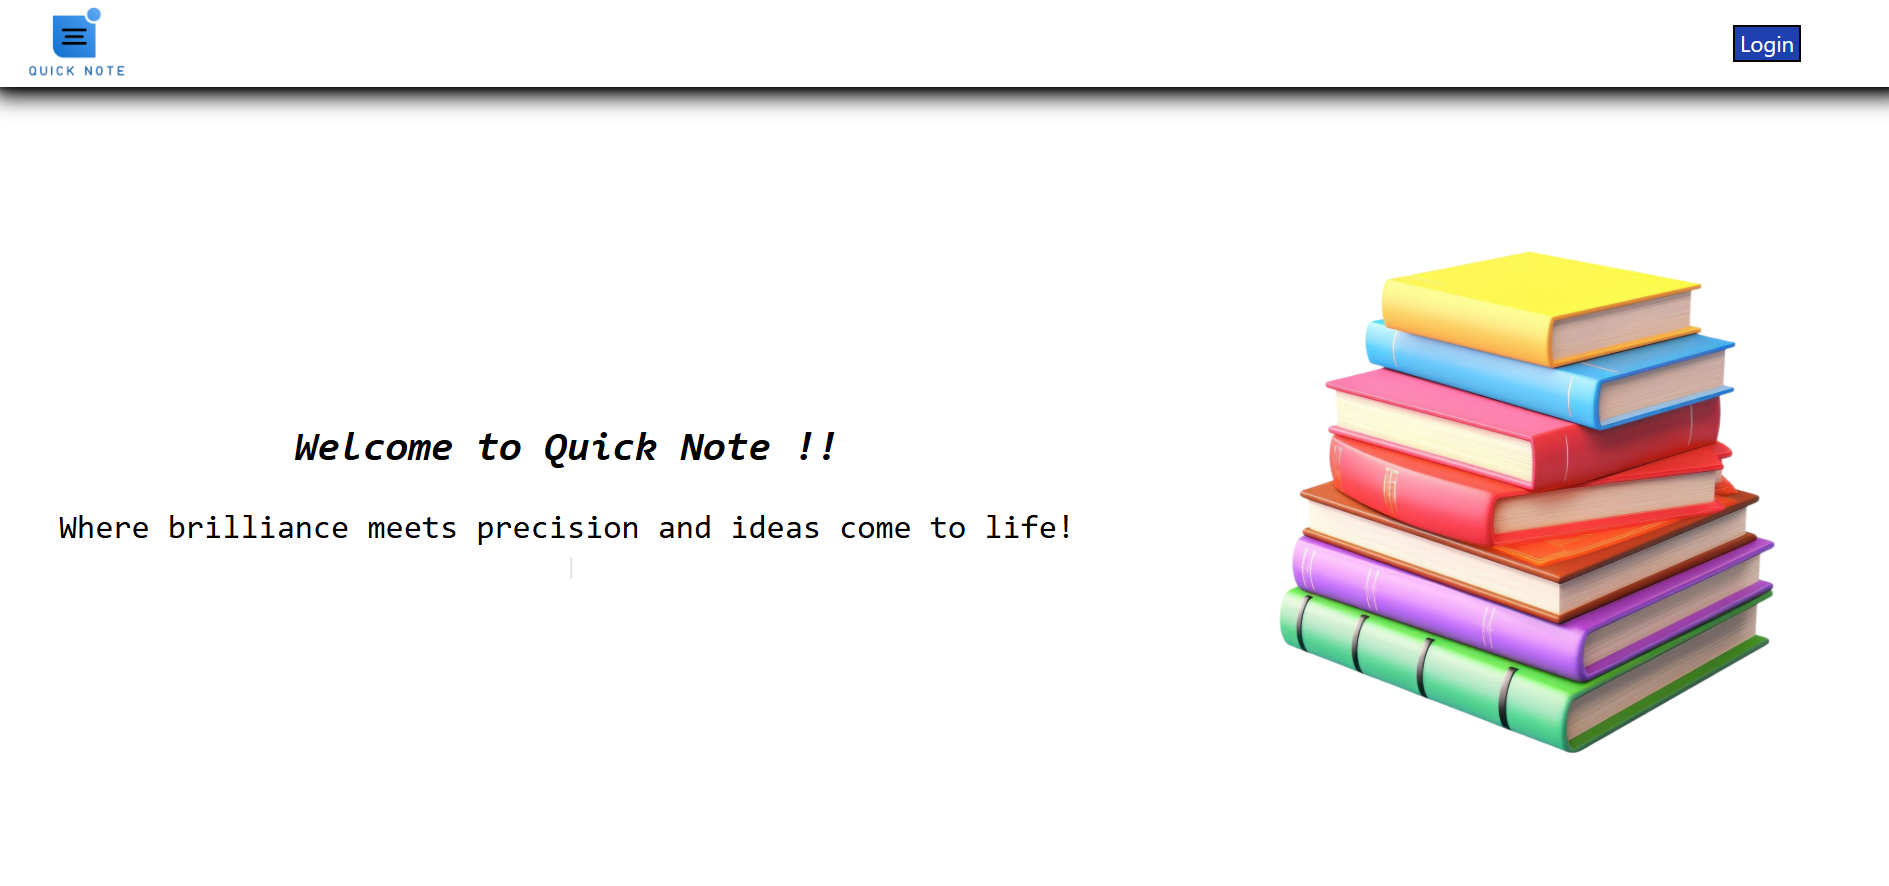 QUICK NOTE
Login
Welcome to Quick Note !!
Where brilliance meets precision and ideas come to life!